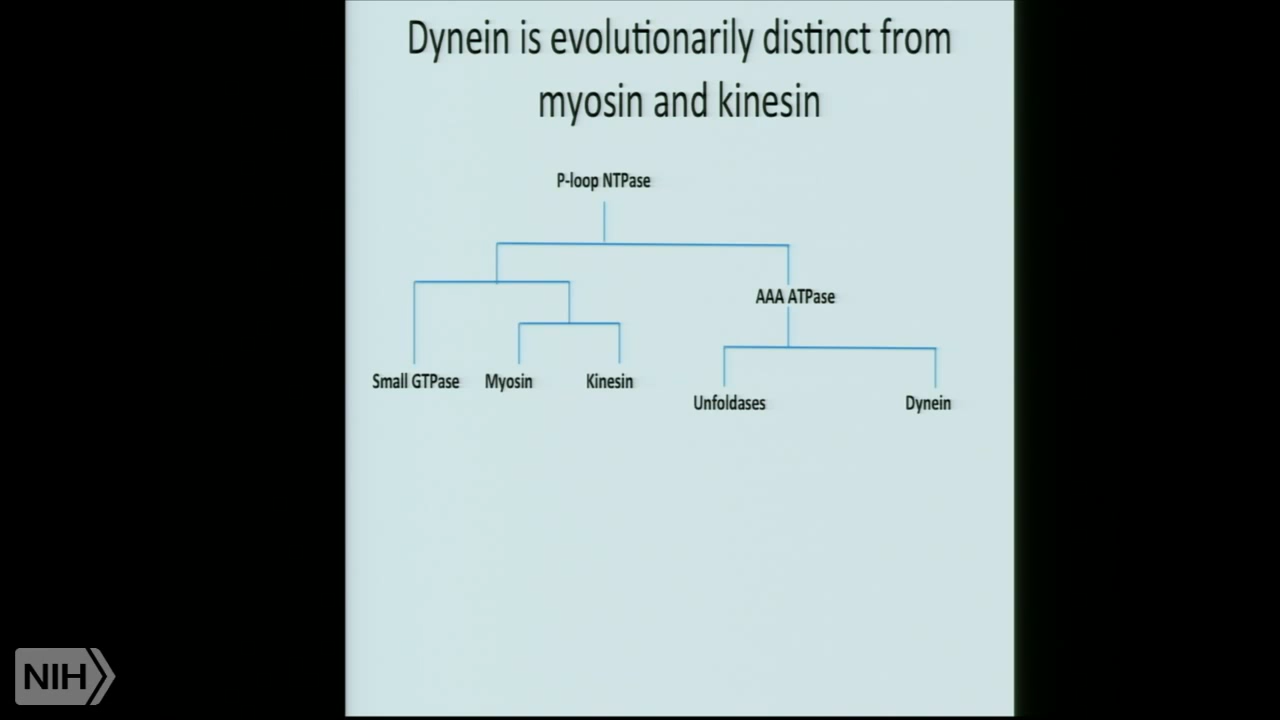 Dynein is evolutionarily distinct from
myosin and kinesin
P-loop NTPase
AAA ATPase
Small GTPase
Myosin
Kinesin
Unfoldases
Dynein
NIH